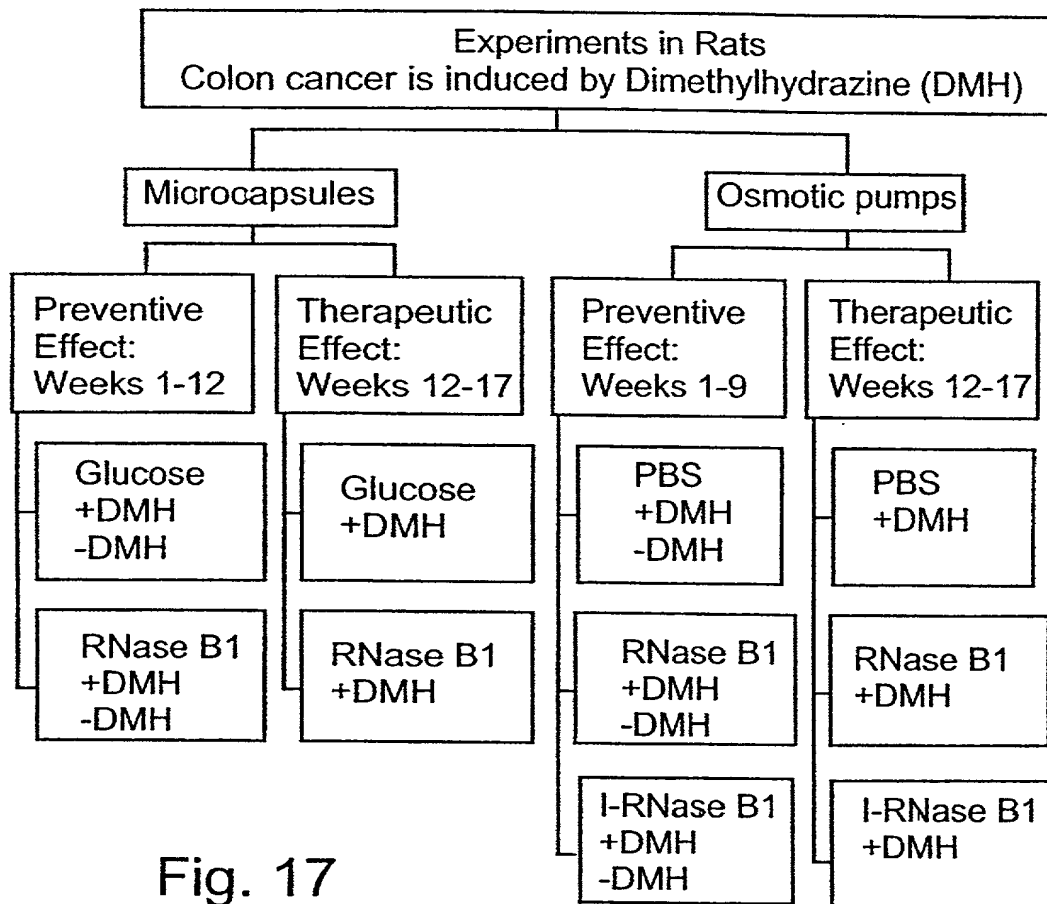 Experiments in Rats
Colon cancer is induced by Dimethylhydrazine (DMH)
Microcapsules
Osmotic pumps
Preventive
Effect:
Weeks 1-12
Therapeutic
Effect:
Weeks 12-17
Preventive
Effect:
Weeks 1-9
Therapeutic
Effect:
Weeks 12-17
Glucose
+DMH
-DMH
Glucose
+DMH
PBS
+DMH
-DMH
PBS
+DMH
RNase B1
+DMH
-DMH
RNase B1
+DMH
RNase B1
+DMH
-DMH
RNase B1
+DMH
I-RNase B1
+DMH
-DMH
I-RNase B1
+DMH
Fig. 17